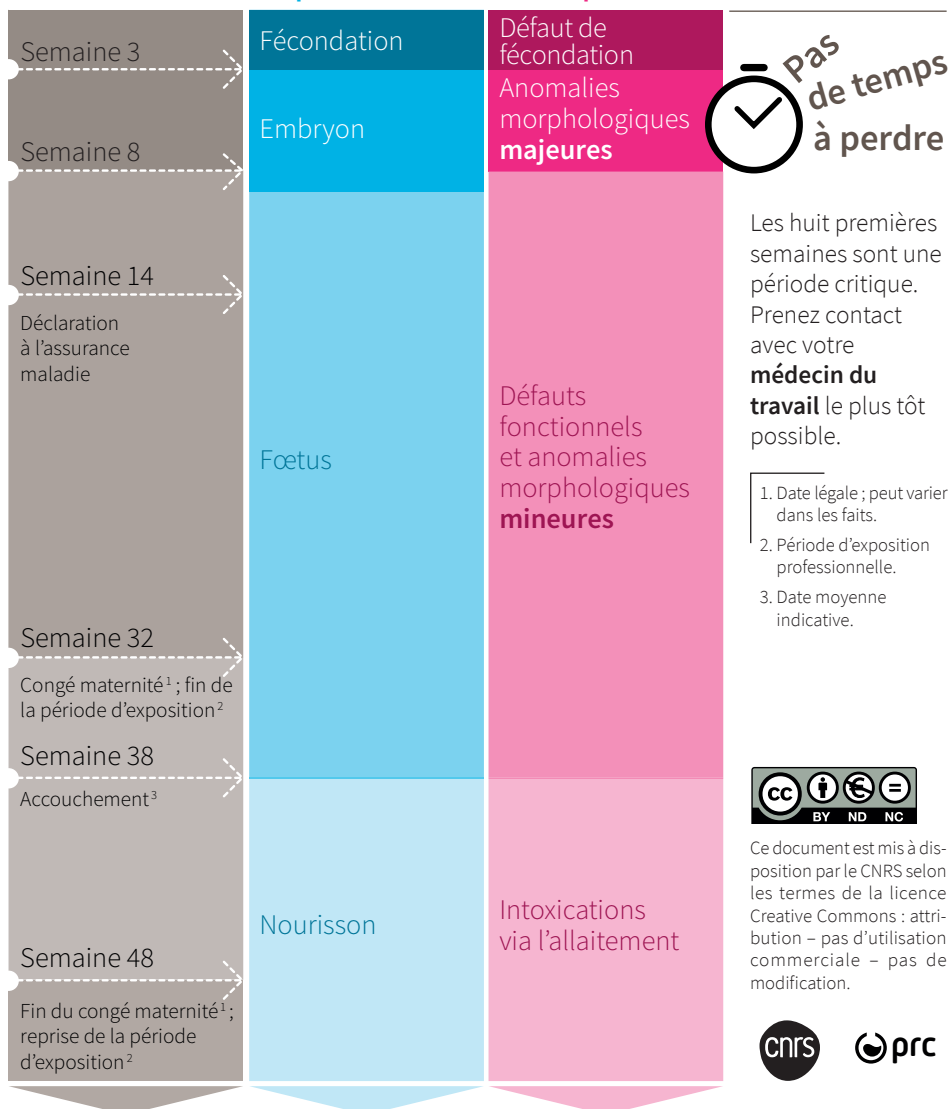 Semaine 3
Semaine 8
Semaine 14
Déclaration
à l'assurance
maladie
Semaine 32
Congé maternité¹ ; fin de
la période d'exposition²
Semaine 38
Accouchement³
Semaine 48
Fin du congé maternité¹ ;
reprise de la période
d'exposition²
Fécondation
Embryon
Fœtus
Nourisson
Défaut de
fécondation
Anomalies
morphologiques
majeures
Défauts
fonctionnels
et anomalies
morphologiques
mineures
Intoxications
via l'allaitement
Pas
de temps
à perdre
Les huit premières
semaines sont une
période critique.
Prenez contact
avec votre
médecin du
travail le plus tôt
possible.
1. Date légale ; peut varier
dans les faits.
2. Période d'exposition
professionnelle.
3. Date moyenne
indicative.
cc
BY ND NC
Ce document est mis à dis-
position par le CNRS selon
les termes de la licence
Creative Commons : attri-
bution – pas d'utilisation
commerciale – pas de
modification.
cnrs
prc